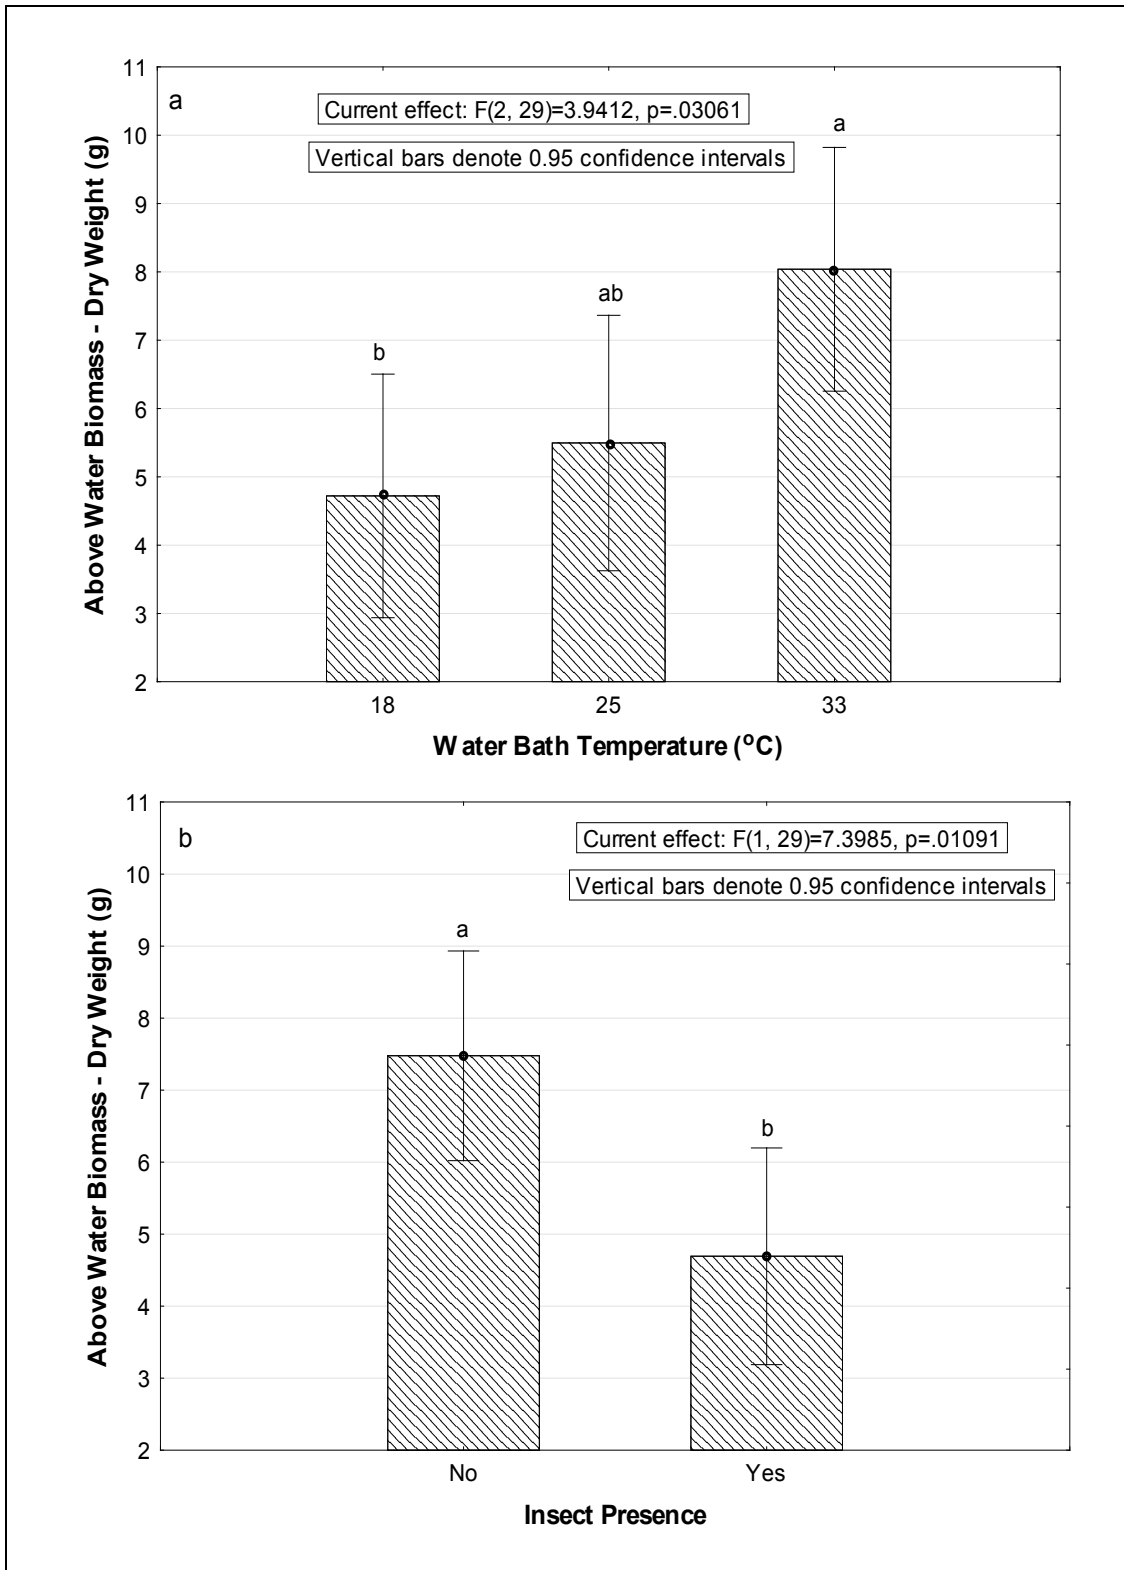 11
a
Current effect: F(2, 29)=3.9412, p=.03061
a
10
Vertical bars denote 0.95 confidence intervals
9
8
ab
7
b
6
5
4
3
2
Above Water Biomass - Dry Weight (g)
18 25 33
Water Bath Temperature (°C)
11
b
Current effect: F(1, 29)=7.3985, p=.01091
10
Vertical bars denote 0.95 confidence intervals
9
a
8
7
6
b
5
4
3
2
Above Water Biomass - Dry Weight (g)
No Yes
Insect Presence